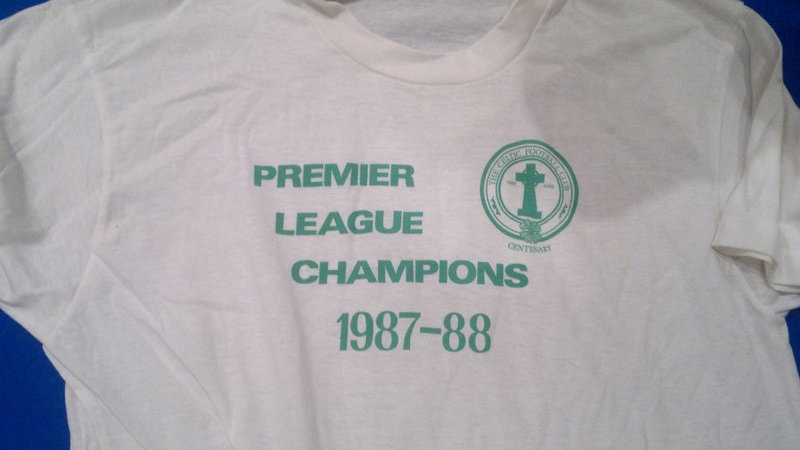 PREMIER
LEAGUE
CHAMPIONS
1987-88
THE CELTIC FOOTBALL CLUB
CENTENARY